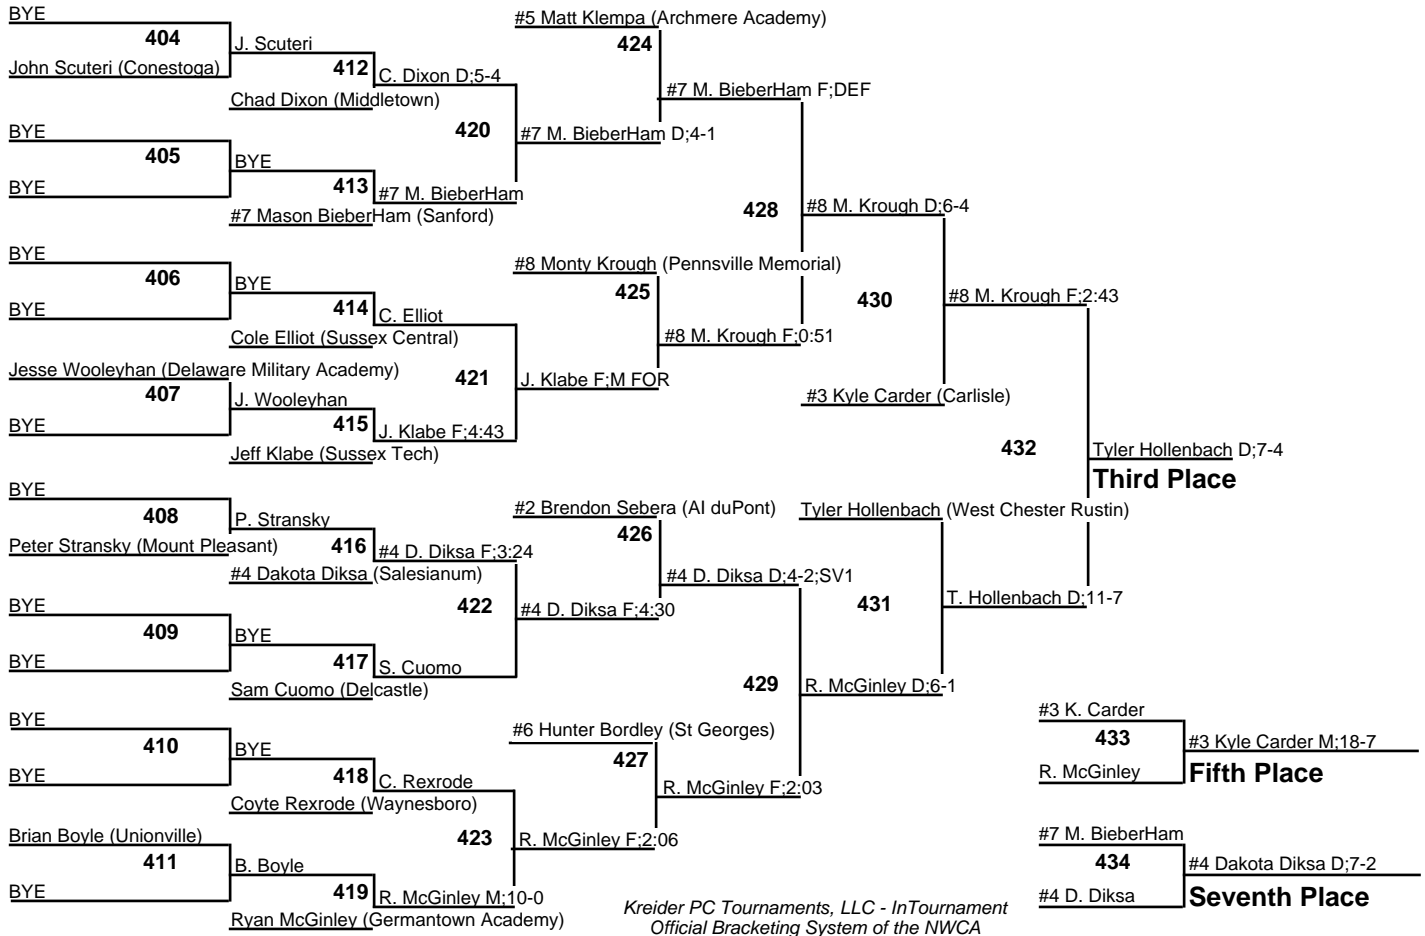 BYE
404
John Scuteri (Conestoga)
J. Scuteri
412
Chad Dixon (Middletown)
C. Dixon D;5-4
BYE
405
BYE
BYE
413
#7 Mason BieberHam (Sanford)
#7 M. BieberHam
420
#7 M. BieberHam D;4-1
#5 Matt Klempa (Archmere Academy)
424
#7 M. BieberHam F;DEF
BYE
406
BYE
BYE
414
Cole Elliot (Sussex Central)
C. Elliot
Jesse Wooleyhan (Delaware Military Academy)
407
BYE
J. Wooleyhan
415
Jeff Klabe (Sussex Tech)
J. Klabe F;4:43
421
J. Klabe F;M FOR
#8 Monty Krough (Pennsville Memorial)
425
#8 M. Krough F;0:51
428
#8 M. Krough D;6-4
430
#3 Kyle Carder (Carlisle)
#8 M. Krough F;2:43
BYE
408
Peter Stransky (Mount Pleasant)
P. Stransky
416
#4 Dakota Diksa (Salesianum)
#4 D. Diksa F;3:24
BYE
409
BYE
BYE
417
Sam Cuomo (Delcastle)
S. Cuomo
422
#4 D. Diksa F;4:30
#2 Brendon Sebera (AI duPont)
426
#4 D. Diksa D;4-2;SV1
BYE
410
BYE
BYE
418
Coyte Rexrode (Waynesboro)
C. Rexrode
Brian Boyle (Unionville)
411
BYE
B. Boyle
419
Ryan McGinley (Germantown Academy)
R. McGinley M;10-0
423
R. McGinley F;2:06
#6 Hunter Bordley (St Georges)
427
R. McGinley F;2:03
429
R. McGinley D;6-1
Tyler Hollenbach (West Chester Rustin)
431
T. Hollenbach D;11-7
432
Tyler Hollenbach D;7-4
Third Place
#3 K. Carder
433
R. McGinley
#3 Kyle Carder M;18-7
Fifth Place
#7 M. BieberHam
434
#4 D. Diksa
#4 Dakota Diksa D;7-2
Seventh Place
Kreider PC Tournaments, LLC - InTournament
Official Bracketing System of the NWCA